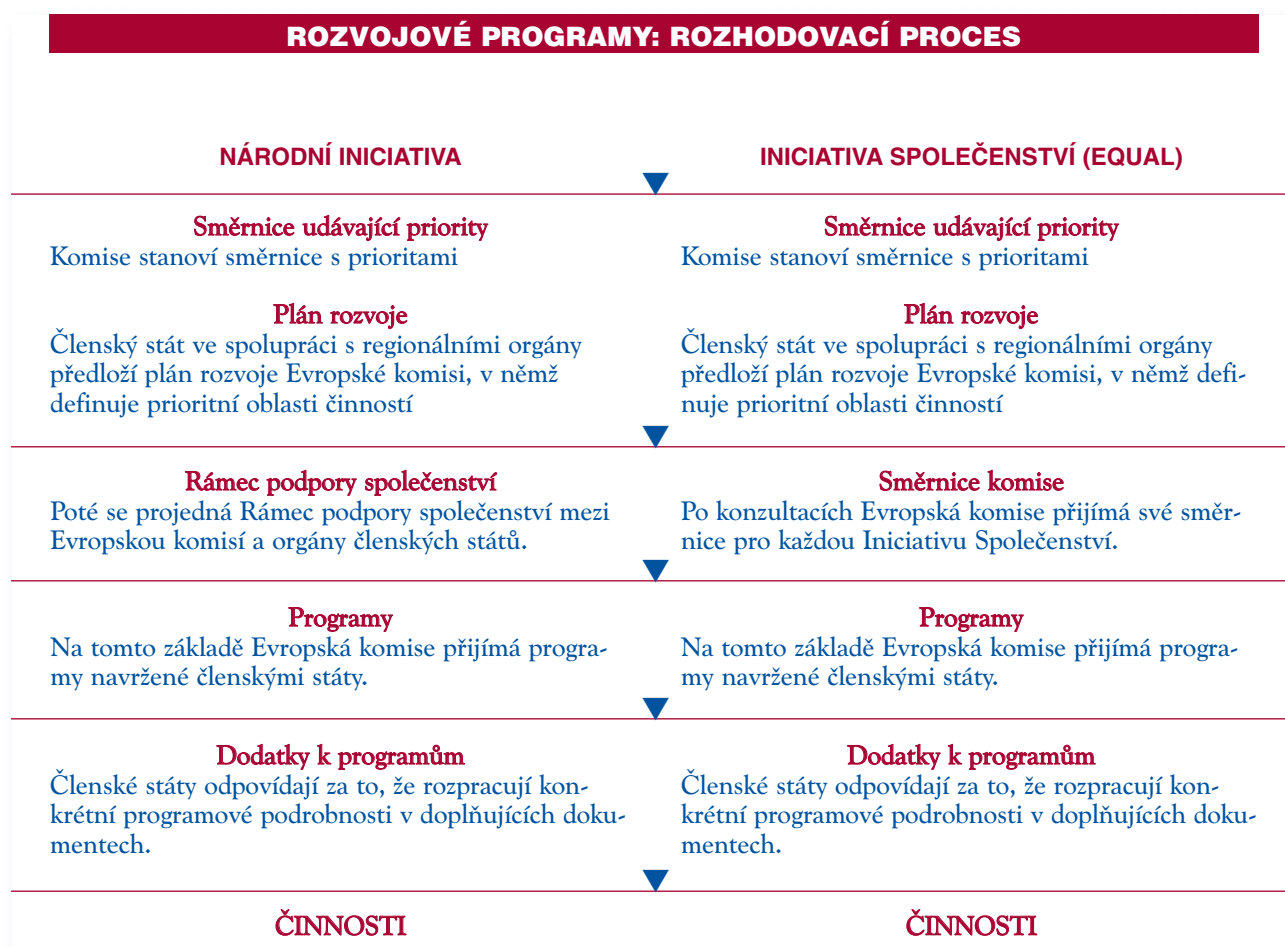 ROZVOJOVÉ PROGRAMY: ROZHODOVACÍ PROCES
NÁRODNÍ INICIATIVA
INICIATIVA SPOLEČENSTVÍ (EQUAL)
Směrnice udávající priority
Komise stanoví směrnice s prioritami
Směrnice udávající priority
Komise stanoví směrnice s prioritami
Plán rozvoje
Členský stát ve spolupráci s regionálními orgány
předloží plán rozvoje Evropské komisi, v němž
definuje prioritní oblasti činností
Plán rozvoje
Členský stát ve spolupráci s regionálními orgány
předloží plán rozvoje Evropské komisi, v němž defi-
nuje prioritní oblasti činností
Rámec podpory společenství
Poté se projedná Rámec podpory společenství mezi
Evropskou komisí a orgány členských států.
Směrnice komise
Po konzultacích Evropská komise přijímá své směr-
nice pro každou Iniciativu Společenství.
Programy
Na tomto základě Evropská komise přijímá progra-
my navržené členskými státy.
Programy
Na tomto základě Evropská komise přijímá progra-
my navržené členskými státy.
Dodatky k programům
Členské státy odpovídají za to, že rozpracují kon-
krétní programové podrobnosti v doplňujících doku-
mentech.
Dodatky k programům
Členské státy odpovídají za to, že rozpracují kon-
krétní programové podrobnosti v doplňujících doku-
mentech.
ČINNOSTI
ČINNOSTI